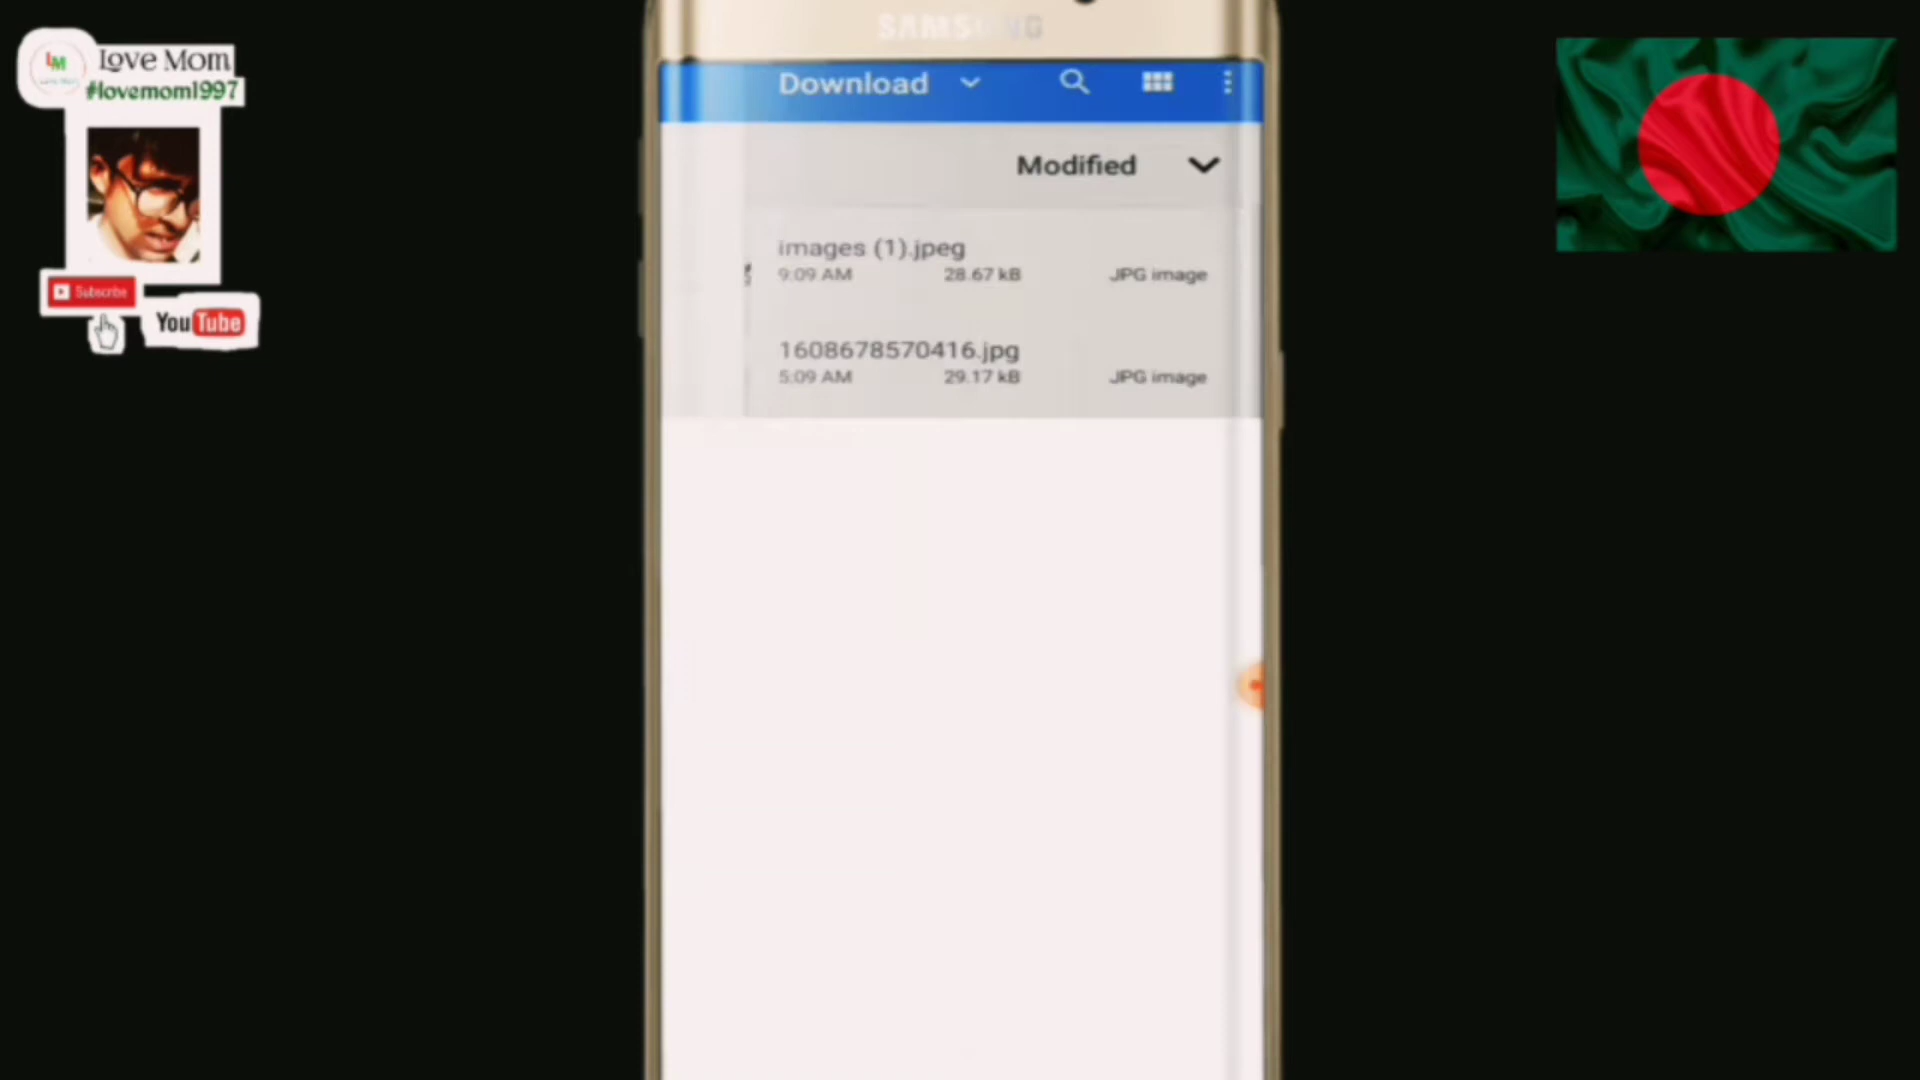 SAMSUNG
LM
Love Mom
#lovemom1997
Subscribe
YouTube
Download
Modified
images (1).jpeg
9:09 AM 28.67 kB JPG image
1608678570416.jpg
5:09 AM 29.17 kB JPG image